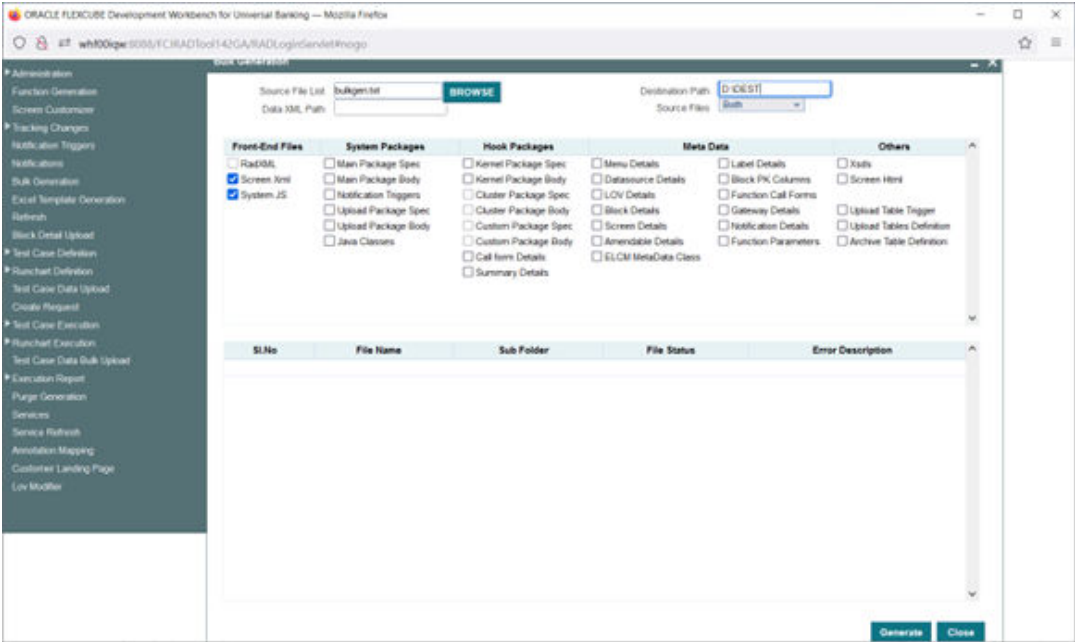 ORACLE FLEXCUBE Development Workbench for Universal Banking — Mozilla Firefox
whf00iqw:8088/FCJRADTool142GA/RADLoginServlet#nogo
Bulk Generation
Administration
Function Generation
Screen Customizer
Tracking Changes
Notification Triggers
Notifications
Bulk Generation
Excel Template Generation
Refresh
Block Detail Upload
Test Case Definition
Runchart Definition
Test Case Data Upload
Create Request
Test Case Execution
Runchart Execution
Test Case Data Bulk Upload
Execution Report
Purge Generation
Services
Service Refresh
Annotation Mapping
Customer Landing Page
Lov Modifier
Source File List bulkgen.txt BROWSE Destination Path D:\DEST
Data XML Path Source Files Both
Front-End Files System Packages Hook Packages Meta Data Others
RadXML Main Package Spec Kernel Package Spec Menu Details Label Details Xsds
Screen Xml Main Package Body Kernel Package Body Datasource Details Block PK Columns Screen Html
System JS Notification Triggers Cluster Package Spec LOV Details Function Call Forms
Upload Package Spec Cluster Package Body Block Details Gateway Details Upload Table Trigger
Upload Package Body Custom Package Spec Screen Details Notification Details Upload Tables Definition
Java Classes Custom Package Body Amendable Details Function Parameters Archive Table Definition
Call form Details ELCM MetaData Class
Summary Details
Sl.No File Name Sub Folder File Status Error Description
Generate Close